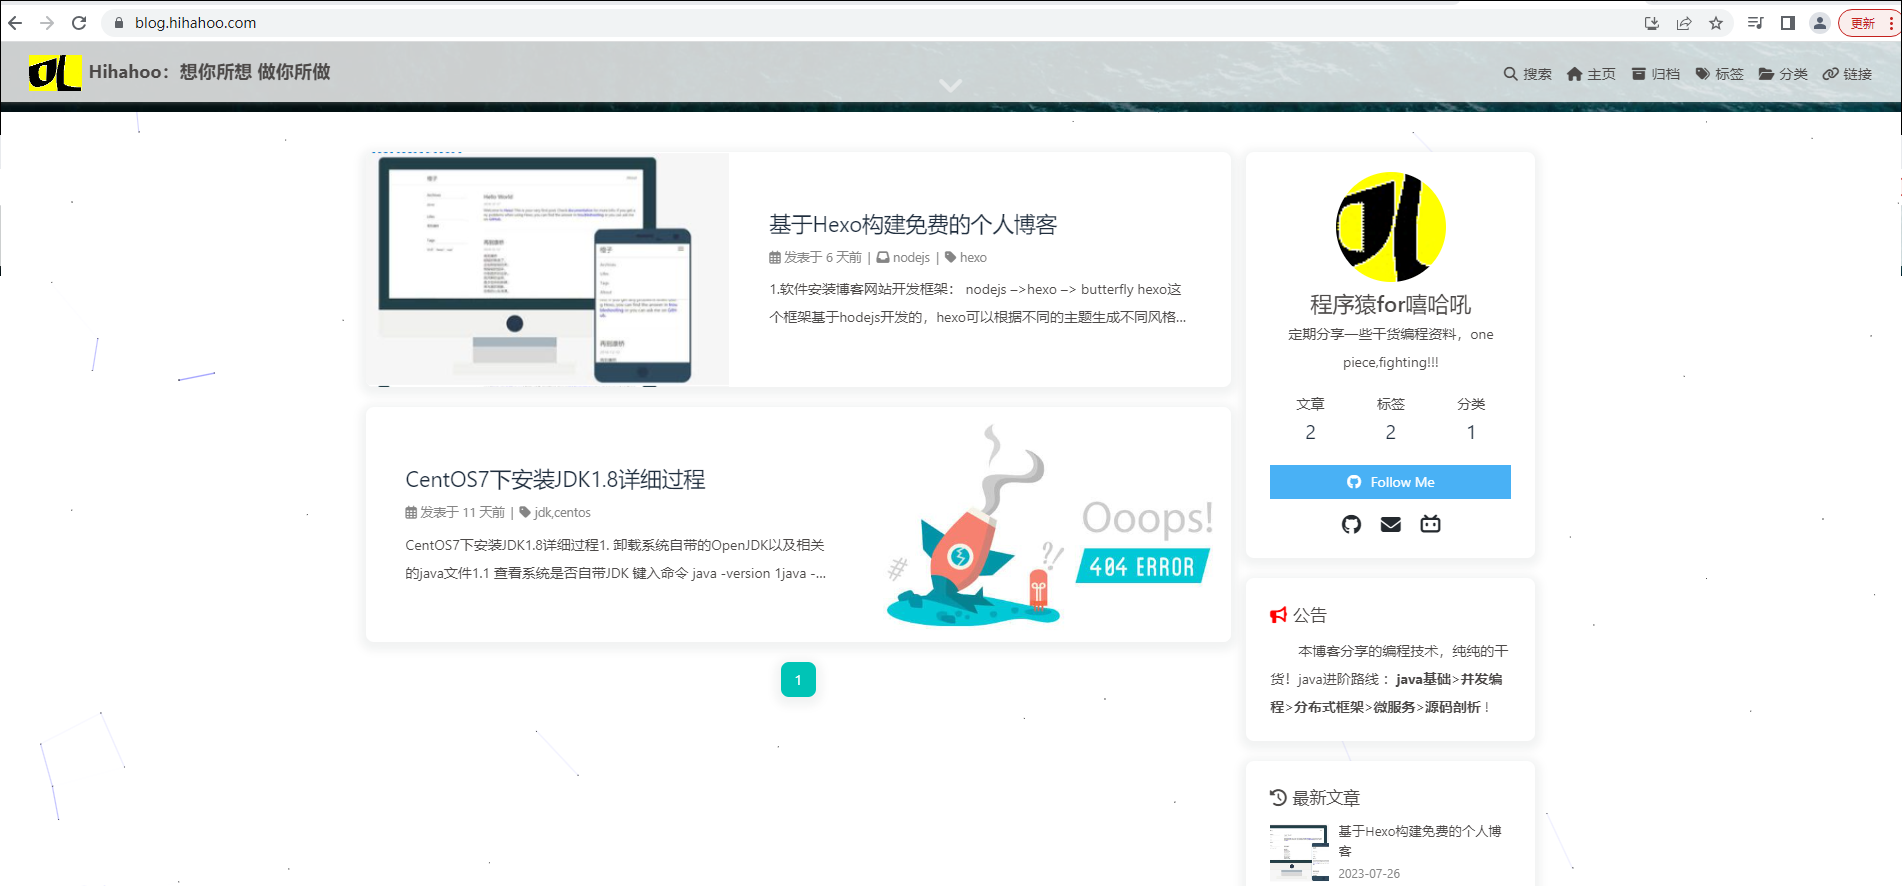 blog.hihahoo.com
更新
Hihahoo：想你所想 做你所做
搜索 主页 归档 标签 分类 链接
基于Hexo构建免费的个人博客
发表于 6 天前 | nodejs | hexo
1.软件安装博客网站开发框架： nodejs –>hexo –> butterfly hexo这
个框架基于hodejs开发的，hexo可以根据不同的主题生成不同风格...
CentOS7下安装JDK1.8详细过程
发表于 11 天前 | jdk,centos
CentOS7下安装JDK1.8详细过程1. 卸载系统自带的OpenJDK以及相关
的java文件1.1 查看系统是否自带JDK 键入命令 java -version 1java -...
Ooops!
404 ERROR
1
程序猿for嘻哈吼
定期分享一些干货编程资料，one
piece,fighting!!!
文章 标签 分类
2 2 1
Follow Me
公告
本博客分享的编程技术，纯纯的干
货！java进阶路线 ：java基础>并发编
程>分布式框架>微服务>源码剖析！
最新文章
基于Hexo构建免费的个人博
客
2023-07-26